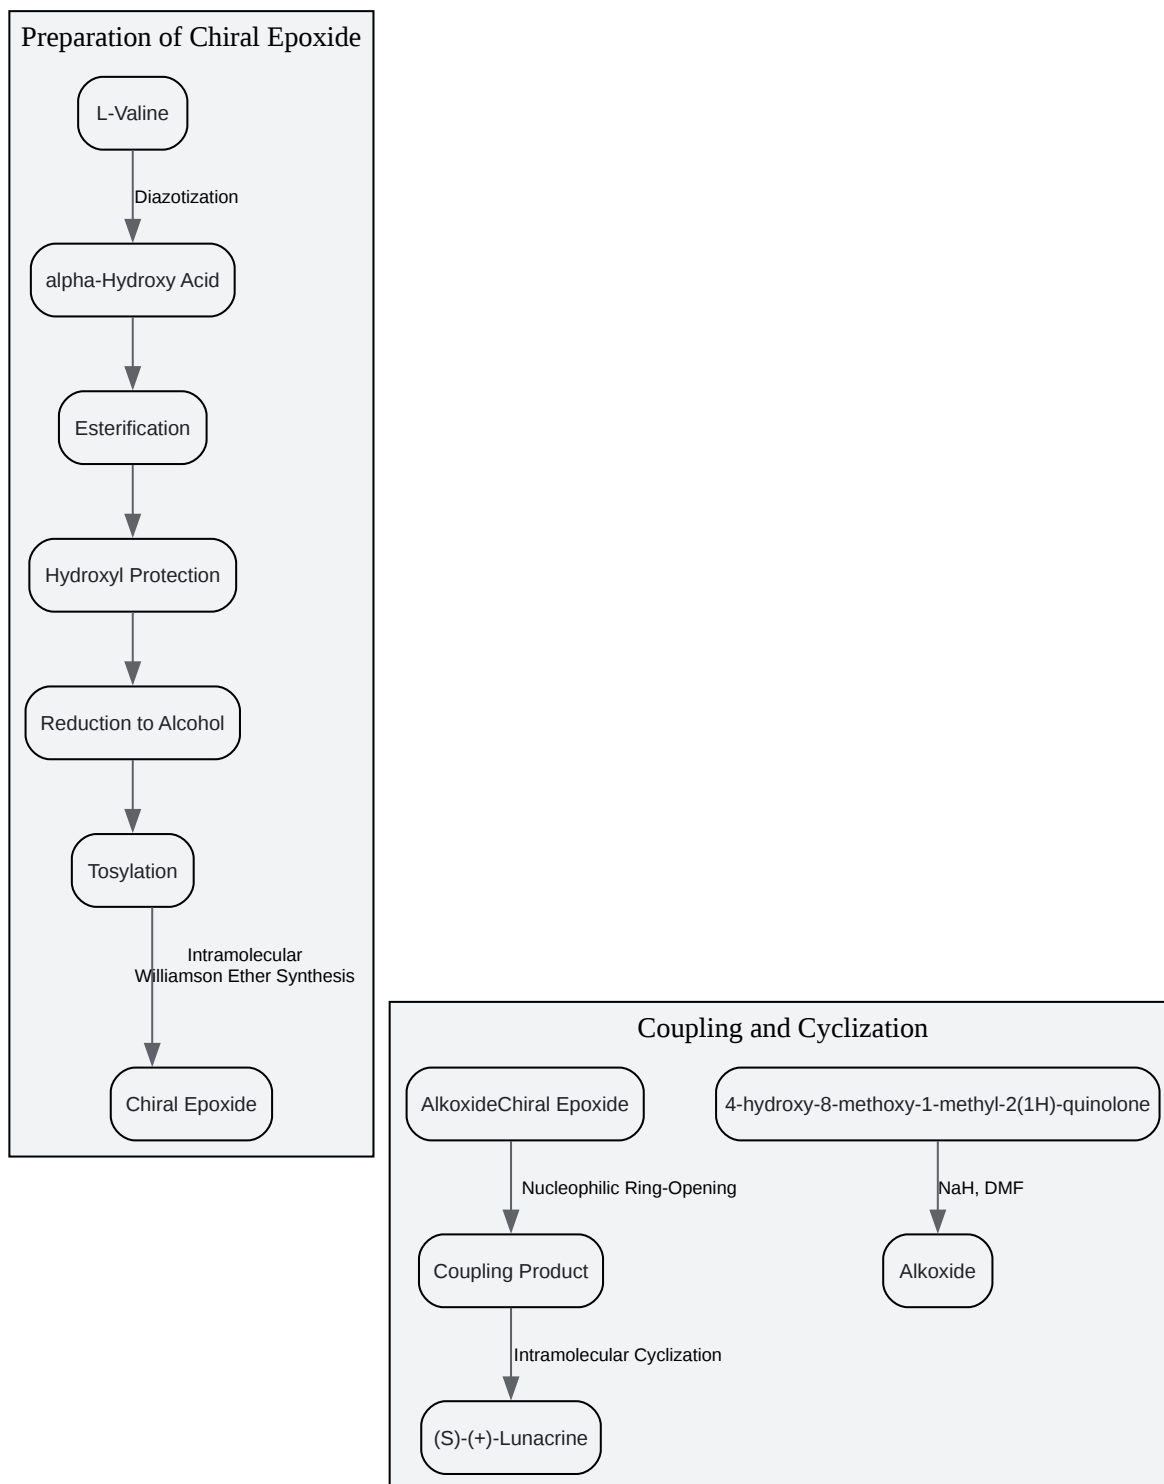 Preparation of Chiral Epoxide
L-Valine
Diazotization
alpha-Hydroxy Acid
Esterification
Hydroxyl Protection
Reduction to Alcohol
Tosylation
Intramolecular
Williamson Ether Synthesis
Chiral Epoxide
Coupling and Cyclization
AlkoxideChiral Epoxide
4-hydroxy-8-methoxy-1-methyl-2(1H)-quinolone
Nucleophilic Ring-Opening
NaH, DMF
Coupling Product
Alkoxide
Intramolecular Cyclization
(S)-(+)-Lunacrine